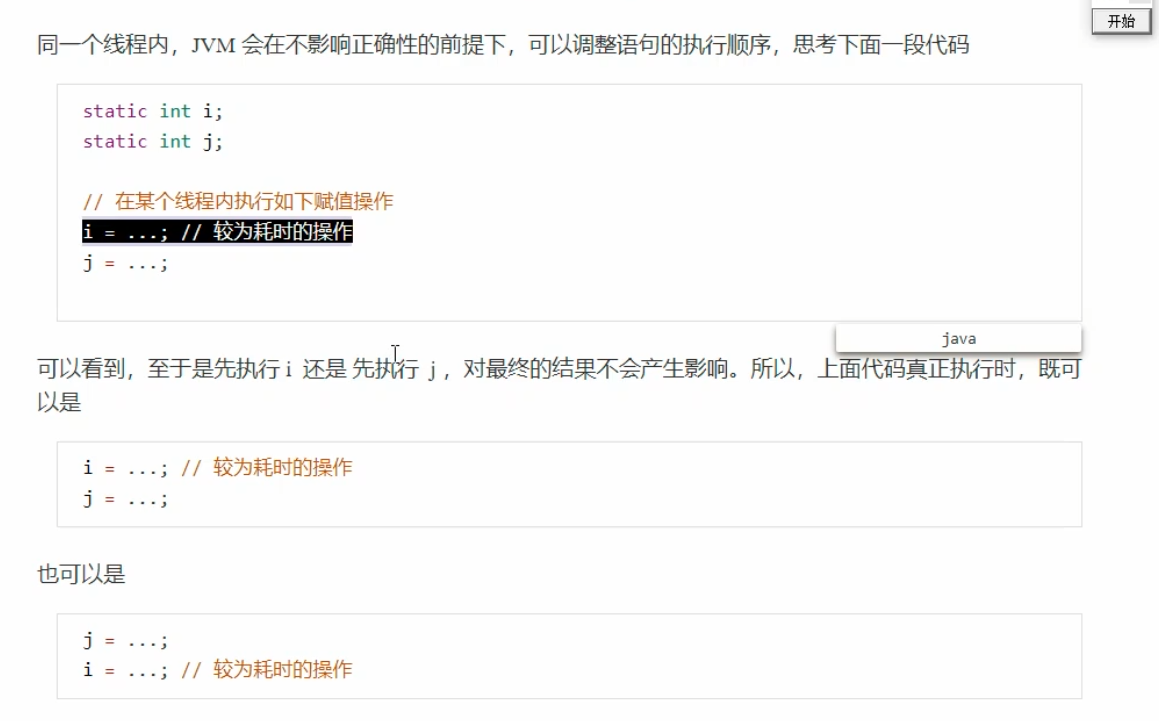 开始
同一个线程内，JVM 会在不影响正确性的前提下，可以调整语句的执行顺序，思考下面一段代码
static int i;
static int j;
// 在某个线程内执行如下赋值操作
i = ...; // 较为耗时的操作
j = ...;
java
可以看到，至于是先执行 i 还是 先执行 j ，对最终的结果不会产生影响。所以，上面代码真正执行时，既可
以是
i = ...; // 较为耗时的操作
j = ...;
也可以是
j = ...;
i = ...; // 较为耗时的操作